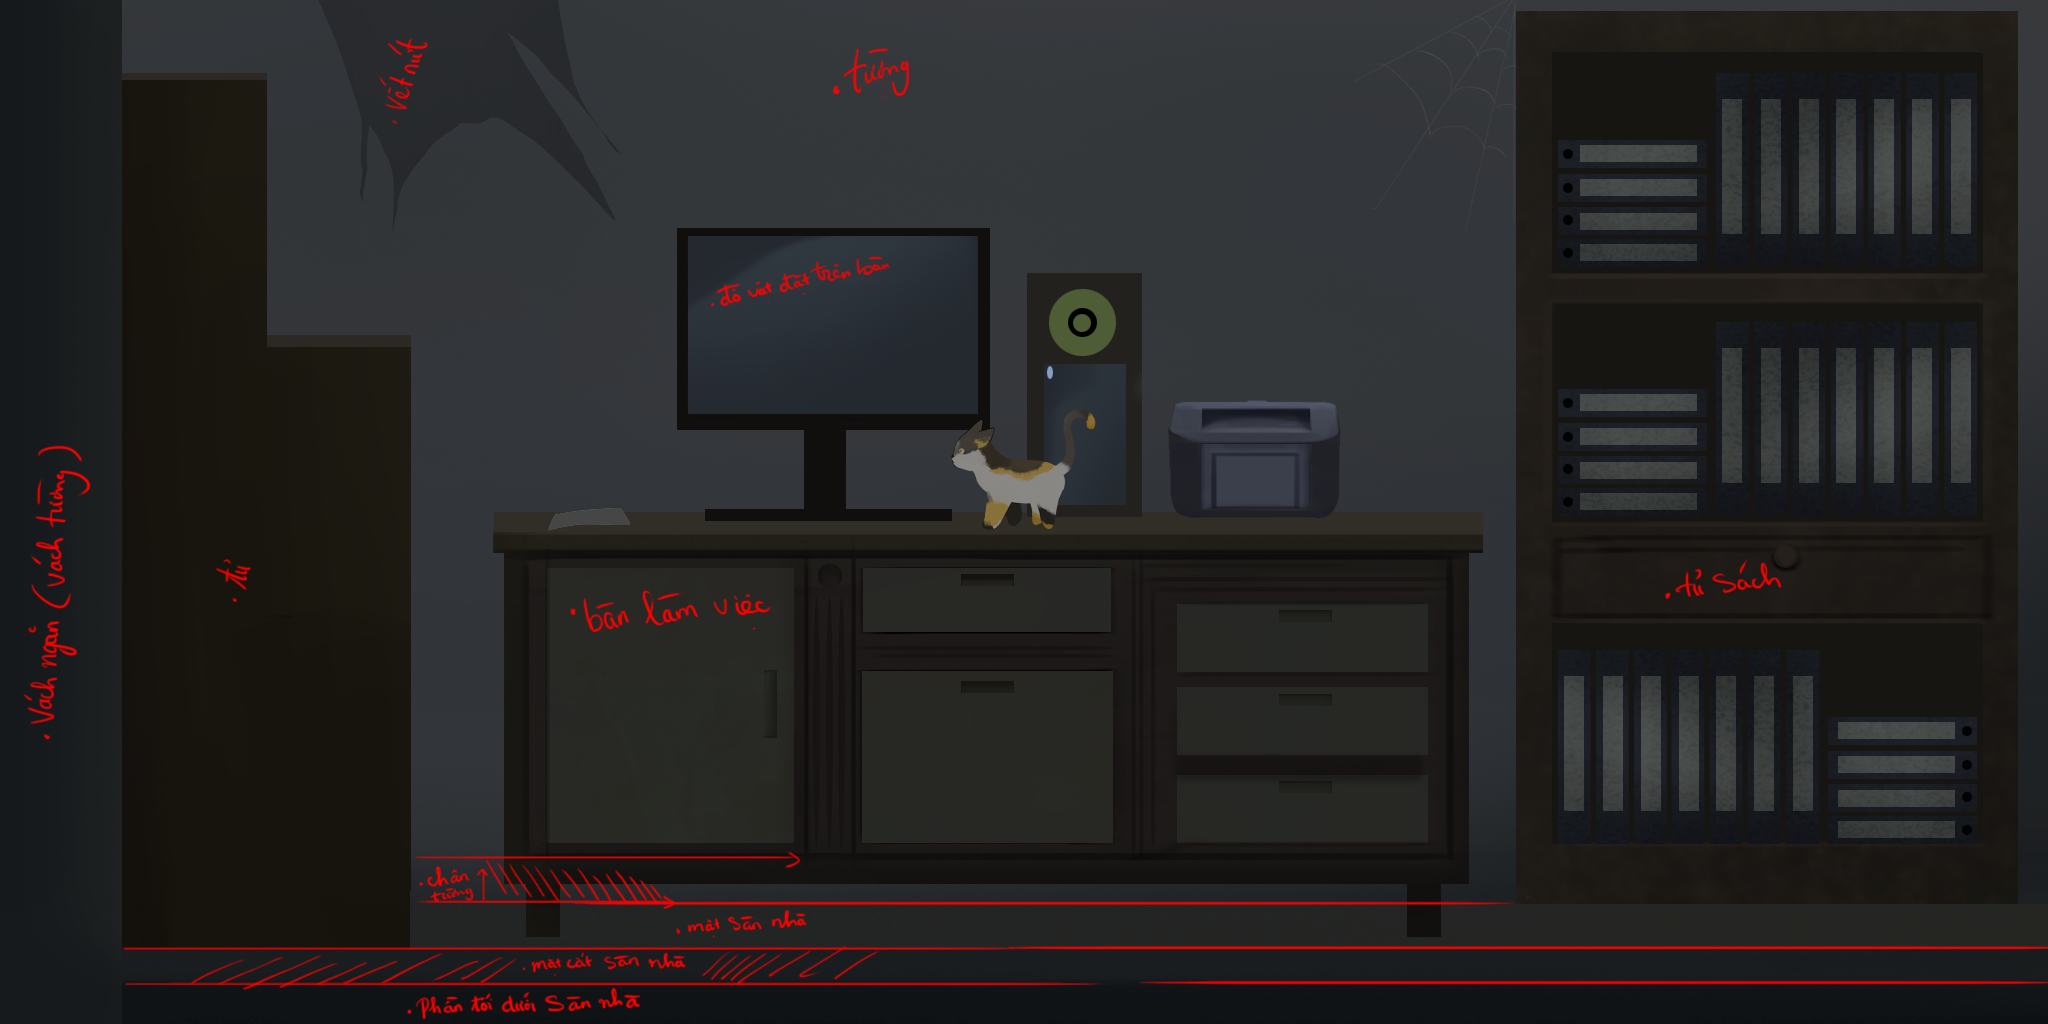 . Vết nứt
. tường
. đồ vật đặt trên bàn
. Vách ngăn (vách tường)
. tủ
. bàn làm việc
. tủ sách
. chân
tường
. mặt sàn nhà
. mặt cắt sàn nhà
. Phần tối dưới sàn nhà